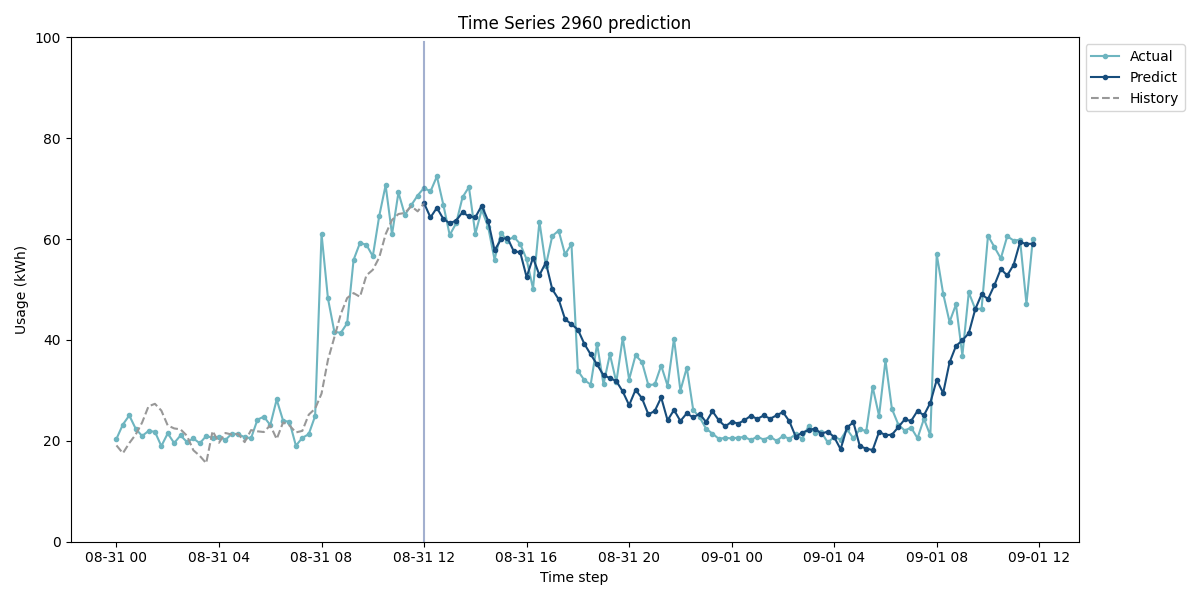 Time Series 2960 prediction
100
80
60
40
20
0
Usage (kWh)
08-31 00
08-31 04
08-31 08
08-31 12
08-31 16
08-31 20
09-01 00
09-01 04
09-01 08
09-01 12
Time step
Actual
Predict
History